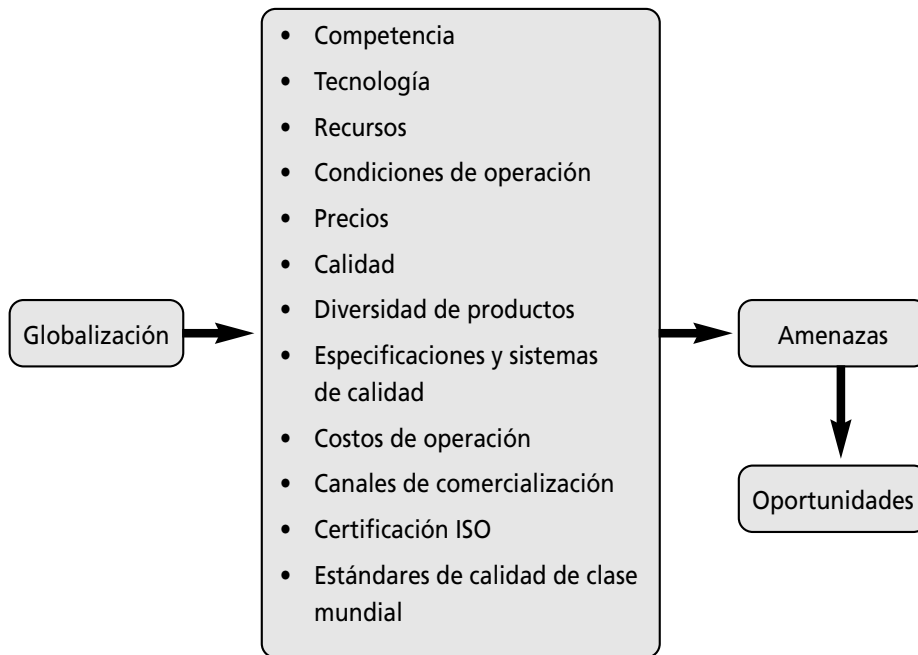 Globalización
• Competencia
• Tecnología
• Recursos
• Condiciones de operación
• Precios
• Calidad
• Diversidad de productos
• Especificaciones y sistemas
de calidad
• Costos de operación
• Canales de comercialización
• Certificación ISO
• Estándares de calidad de clase
mundial
Amenazas
Oportunidades